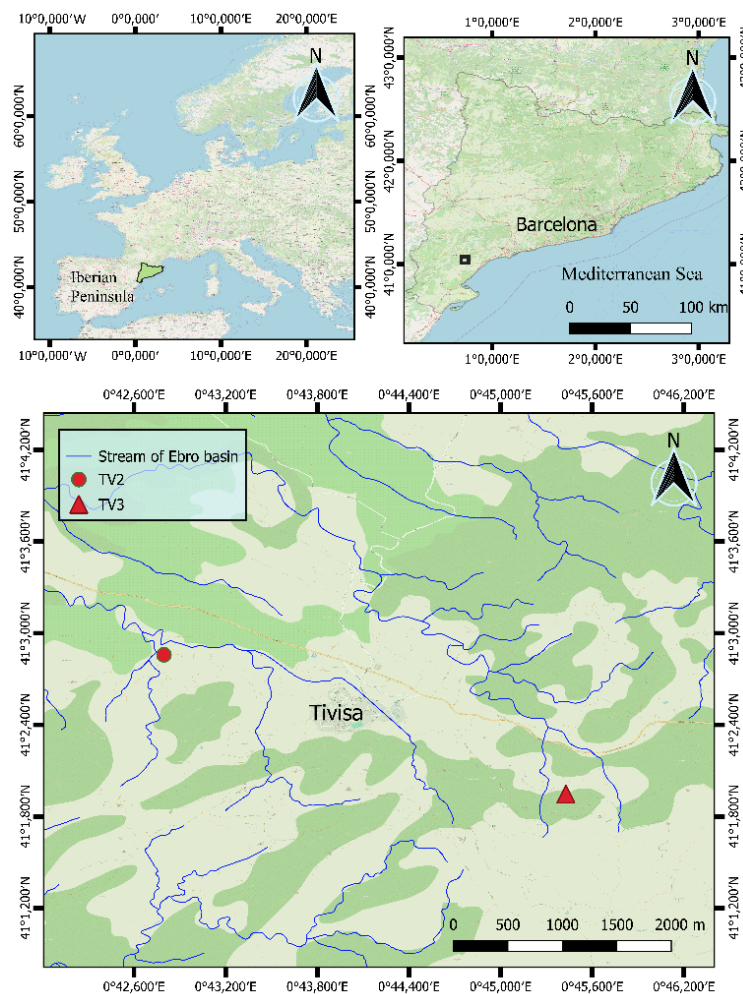 10°0,000'W 0°0,000'E 10°0,000'E 20°0,000'E
60°0,000'N
50°0,000'N
40°0,000'N
60°0,000'N
50°0,000'N
40°0,000'N
N
Iberian
Peninsula
10°0,000'W 0°0,000'E 10°0,000'E 20°0,000'E
1°0,000'E 2°0,000'E 3°0,000'E
43°0,000'N
42°0,000'N
41°0,000'N
N
Barcelona
Mediterranean Sea
0 50 100 km
1°0,000'E 2°0,000'E 3°0,000'E
0°42,600'E 0°43,200'E 0°43,800'E 0°44,400'E 0°45,000'E 0°45,600'E 0°46,200'E
41°4,200'N
41°3,600'N
41°3,000'N
41°2,400'N
41°1,800'N
41°1,200'N
Stream of Ebro basin
TV2
TV3
N
Tivisa
0 500 1000 1500 2000 m
41°4,200'N
41°3,600'N
41°3,000'N
41°2,400'N
41°1,800'N
41°1,200'N
0°42,600'E 0°43,200'E 0°43,800'E 0°44,400'E 0°45,000'E 0°45,600'E 0°46,200'E